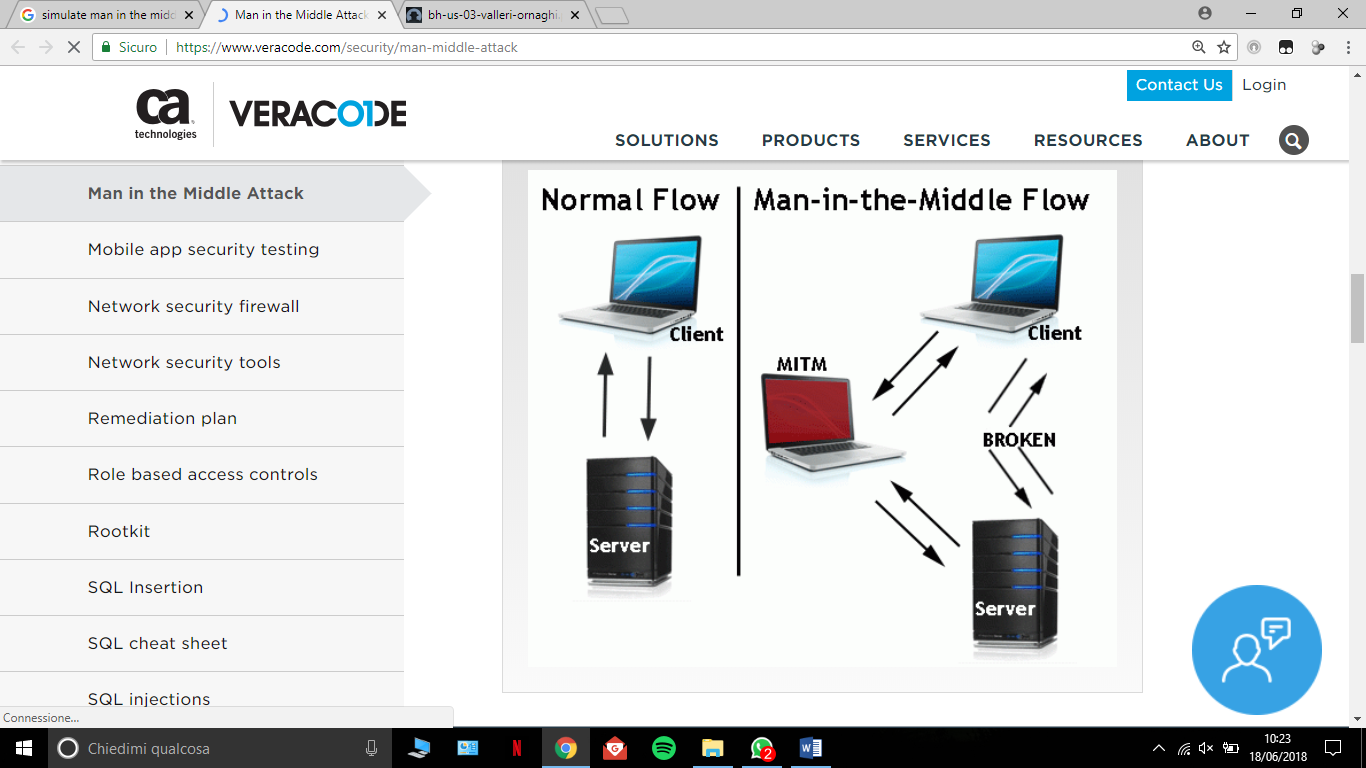 simulate man in the midd
Man in the Middle Attack
bh-us-03-valleri-ornaghi.
Sicuro
https://www.veracode.com/security/man-middle-attack
Contact Us
Login
ca
technologies
VERACODE
SOLUTIONS
PRODUCTS
SERVICES
RESOURCES
ABOUT
Man in the Middle Attack
Mobile app security testing
Network security firewall
Network security tools
Remediation plan
Role based access controls
Rootkit
SQL Insertion
SQL cheat sheet
SQL injections
Normal Flow
Client
Server
Man-in-the-Middle Flow
Client
MITM
BROKEN
Server
Connessione...
Chiedimi qualcosa
N
G
2
W
10:23
18/06/2018